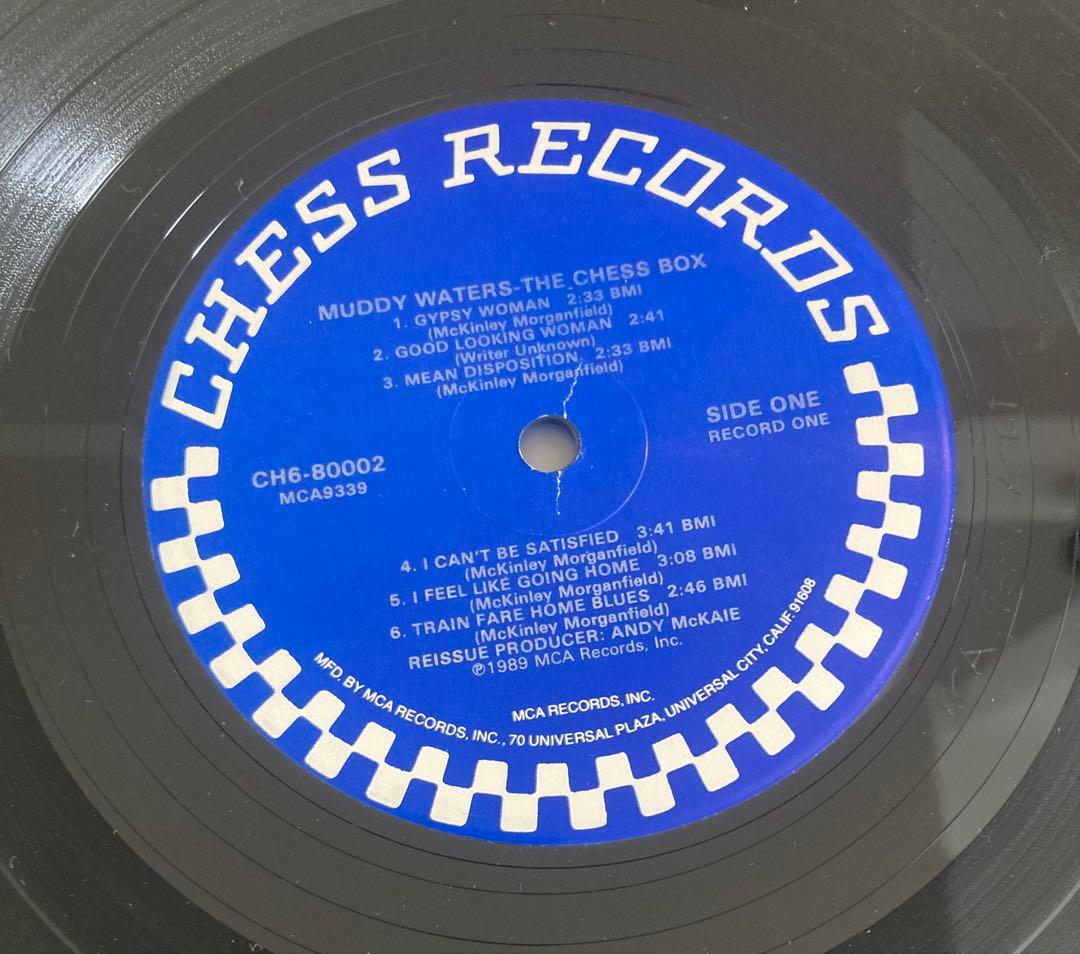 CHESS RECORDS
MUDDY WATERS-THE CHESS BOX
1. GYPSY WOMAN 2:33 BMI
(McKinley Morganfield)
2. GOOD LOOKING WOMAN 2:41
(Writer Unknown)
3. MEAN DISPOSITION 2:33 BMI
(McKinley Morganfield)
SIDE ONE
RECORD ONE
CH6-80002
MCA9339
4. I CAN'T BE SATISFIED 3:41 BMI
(McKinley Morganfield)
5. I FEEL LIKE GOING HOME 3:08 BMI
(McKinley Morganfield)
6. TRAIN FARE HOME BLUES 2:46 BMI
(McKinley Morganfield)
REISSUE PRODUCER: ANDY McKAIE
℗1989 MCA Records, Inc.
MCA RECORDS, INC.
MFD. BY MCA RECORDS, INC., 70 UNIVERSAL PLAZA, UNIVERSAL CITY, CALIF 91608